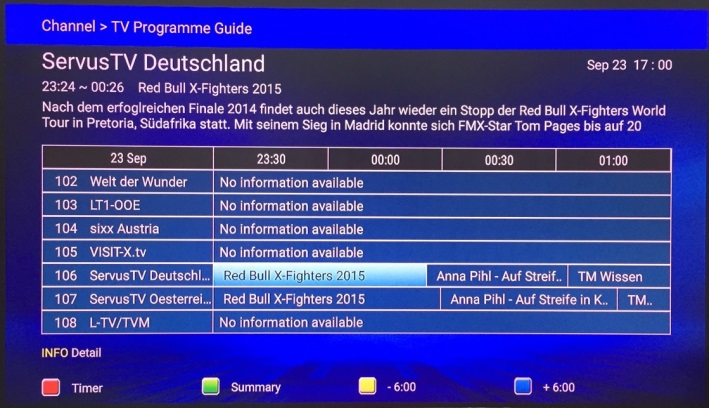 Channel > TV Programme Guide
ServusTV Deutschland
Sep 23 17:00
23:24 ~ 00:26 Red Bull X-Fighters 2015
Nach dem erfoglreichen Finale 2014 findet auch dieses Jahr wieder ein Stopp der Red Bull X-Fighters World
Tour in Pretoria, Südafrika statt. Mit seinem Sieg in Madrid konnte sich FMX-Star Tom Pages bis auf 20
23 Sep 23:30 00:00 00:30 01:00
102 Welt der Wunder No information available
103 LT1-OOE No information available
104 sixx Austria No information available
105 VISIT-X.tv No information available
106 ServusTV Deutschl... Red Bull X-Fighters 2015 Anna Pihl - Auf Streif.. TM Wissen
107 ServusTV Oesterrei... Red Bull X-Fighters 2015 Anna Pihl - Auf Streife in K.. TM..
108 L-TV/TVM No information available
INFO Detail
Timer Summary - 6:00 + 6:00